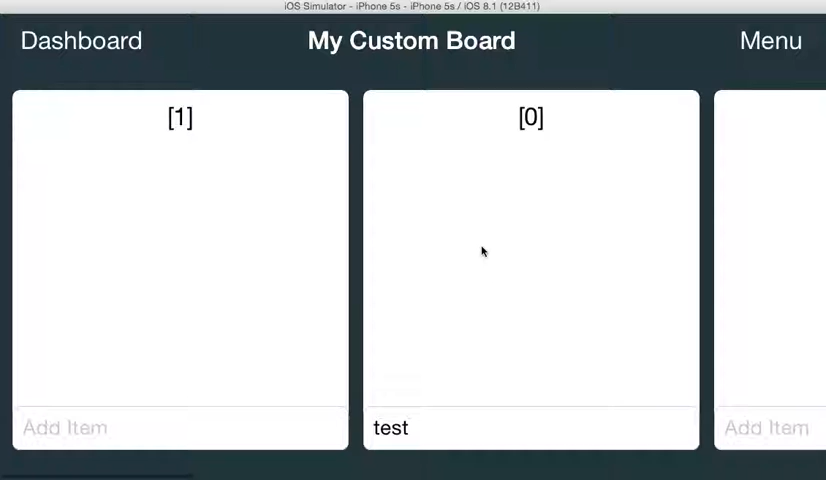 iOS Simulator - iPhone 5s - iPhone 5s / iOS 8.1 (12B411)
Dashboard My Custom Board Menu
[1] [0]
Add Item test Add Item